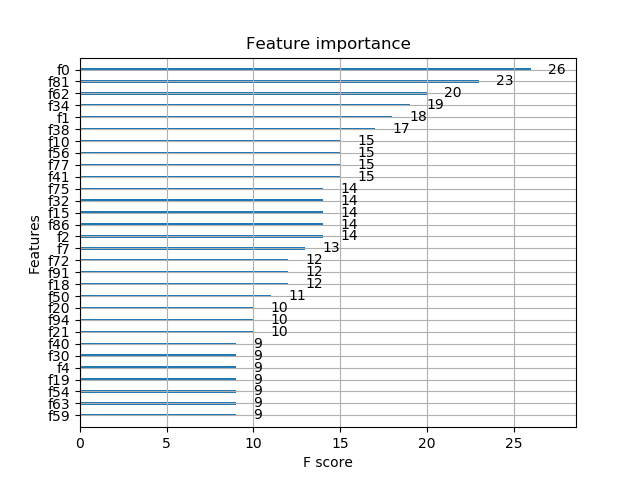 Feature importance
Features
f0 26
f81 23
f62 20
f34 19
f1 18
f38 17
f10 15
f56 15
f77 15
f41 15
f75 14
f32 14
f15 14
f86 14
f2 14
f7 13
f72 12
f91 12
f18 12
f50 11
f20 10
f94 10
f21 10
f40 9
f30 9
f4 9
f19 9
f54 9
f63 9
f59 9
0 5 10 15 20 25
F score